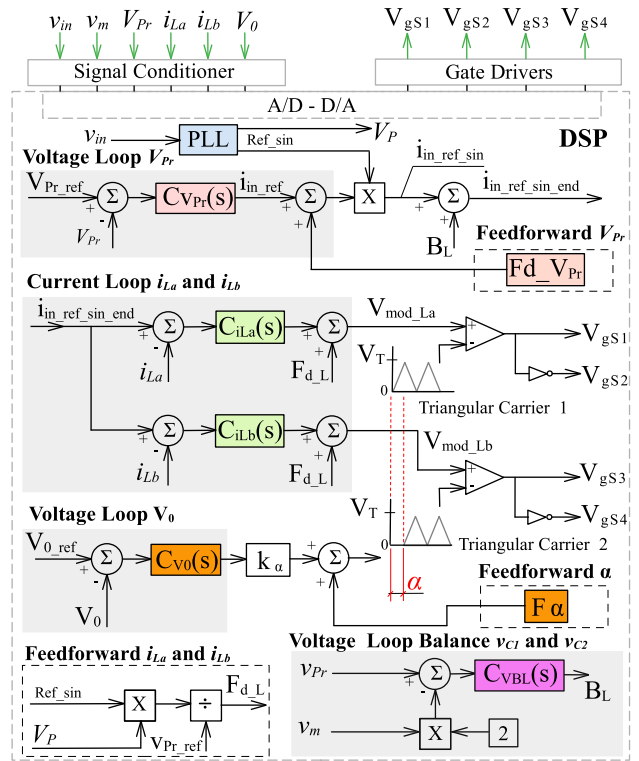 v_in v_m V_Pr i_La i_Lb V_0 V_gS1 V_gS2 V_gS3 V_gS4
Signal Conditioner Gate Drivers
A/D - D/A
v_in PLL V_P DSP
Ref_sin
Voltage Loop V_Pr
i_in_ref_sin
V_Pr_ref + Σ - C_VPr(s) i_in_ref + Σ + X + Σ + i_in_ref_sin_end
V_Pr B_L
Feedforward V_Pr
Fd_V_Pr
Current Loop i_La and i_Lb
i_in_ref_sin_end + Σ - C_iLa(s) + Σ + V_mod_La + - V_gS1
i_La F_d_L V_T V_gS2
0
Triangular Carrier 1
+ Σ - C_iLb(s) + Σ + V_mod_Lb
i_Lb F_d_L + - V_gS3
V_T V_gS4
0
Triangular Carrier 2
Voltage Loop V_0
V_0_ref + Σ - C_V0(s) k_α + Σ +
α
V_0
Feedforward α
F α
Feedforward i_La and i_Lb
Ref_sin X ÷ F_d_L
V_P v_Pr_ref
Voltage Loop Balance v_C1 and v_C2
v_Pr + Σ - C_VBL(s) B_L
v_m X 2